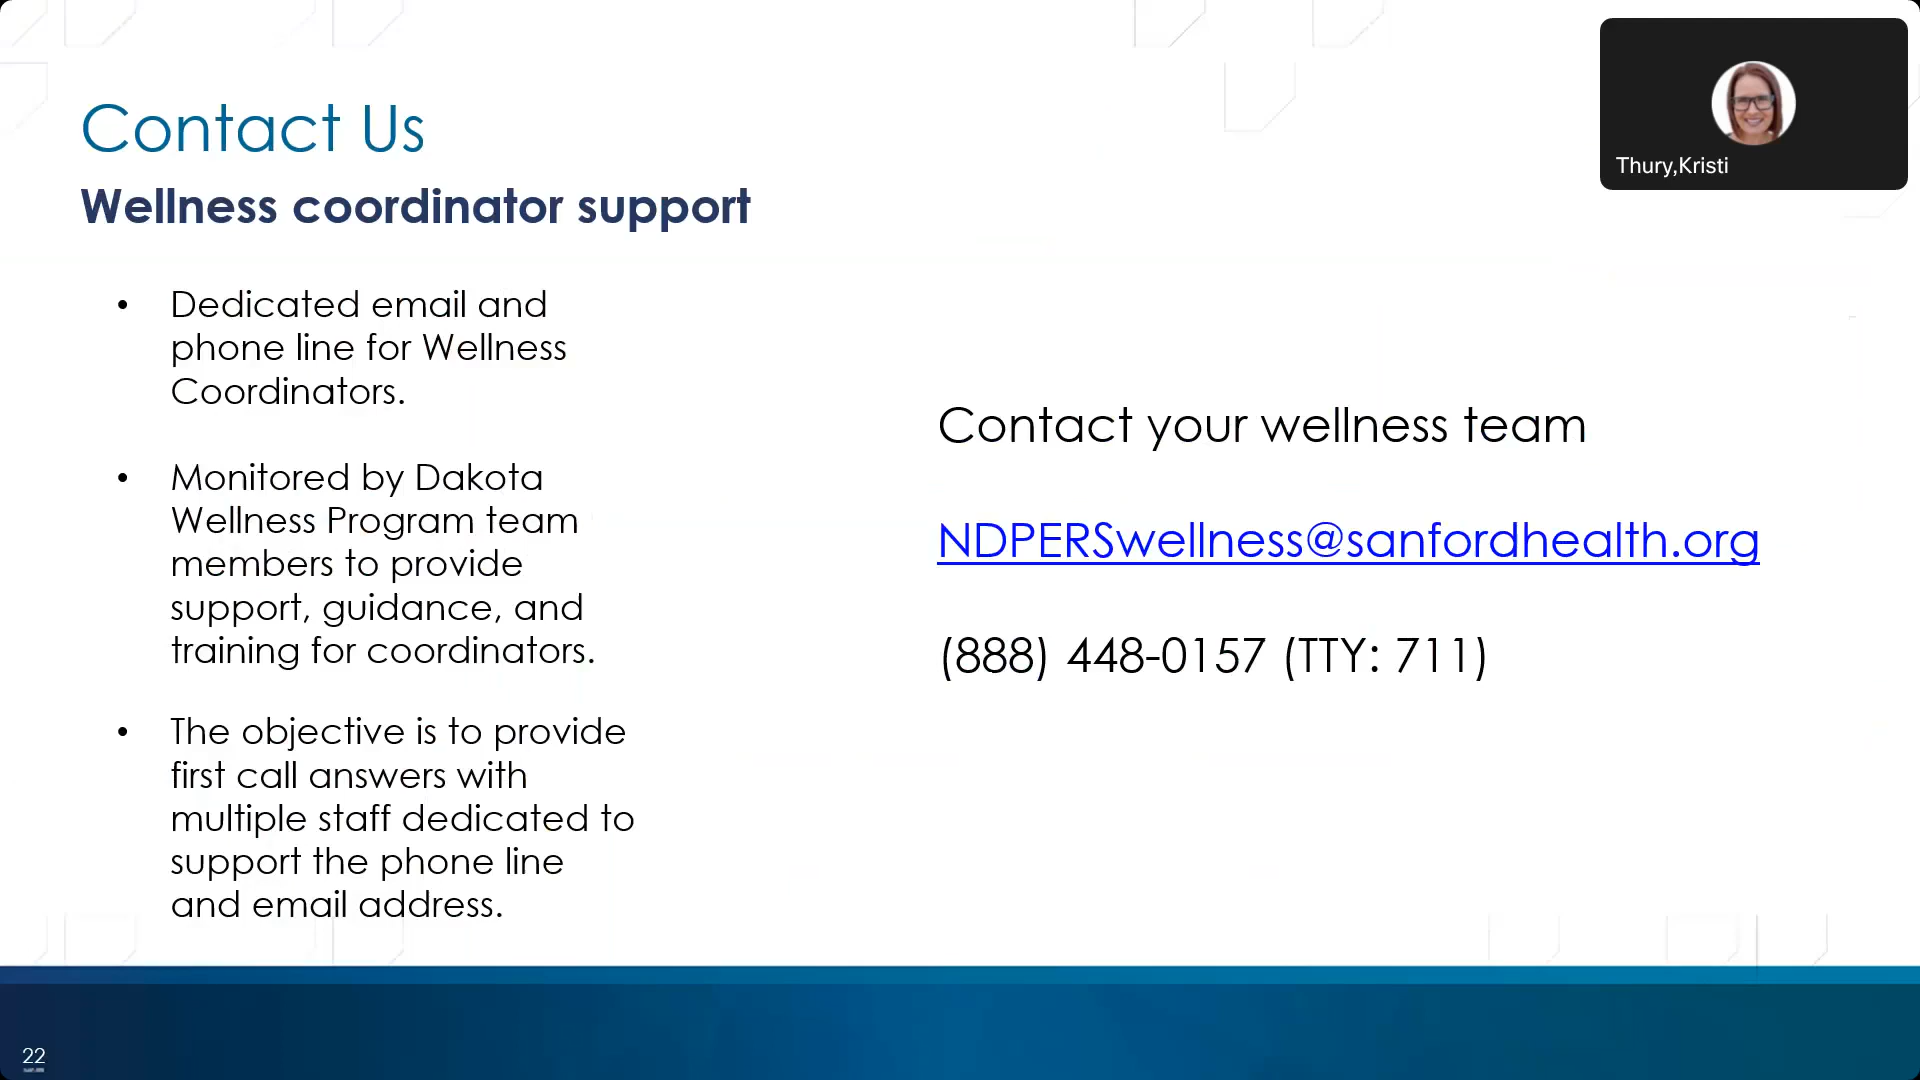 Contact Us
Wellness coordinator support
• Dedicated email and
phone line for Wellness
Coordinators.
• Monitored by Dakota
Wellness Program team
members to provide
support, guidance, and
training for coordinators.
• The objective is to provide
first call answers with
multiple staff dedicated to
support the phone line
and email address.
Contact your wellness team
NDPERSwellness@sanfordhealth.org
(888) 448-0157 (TTY: 711)
Thury,Kristi
22